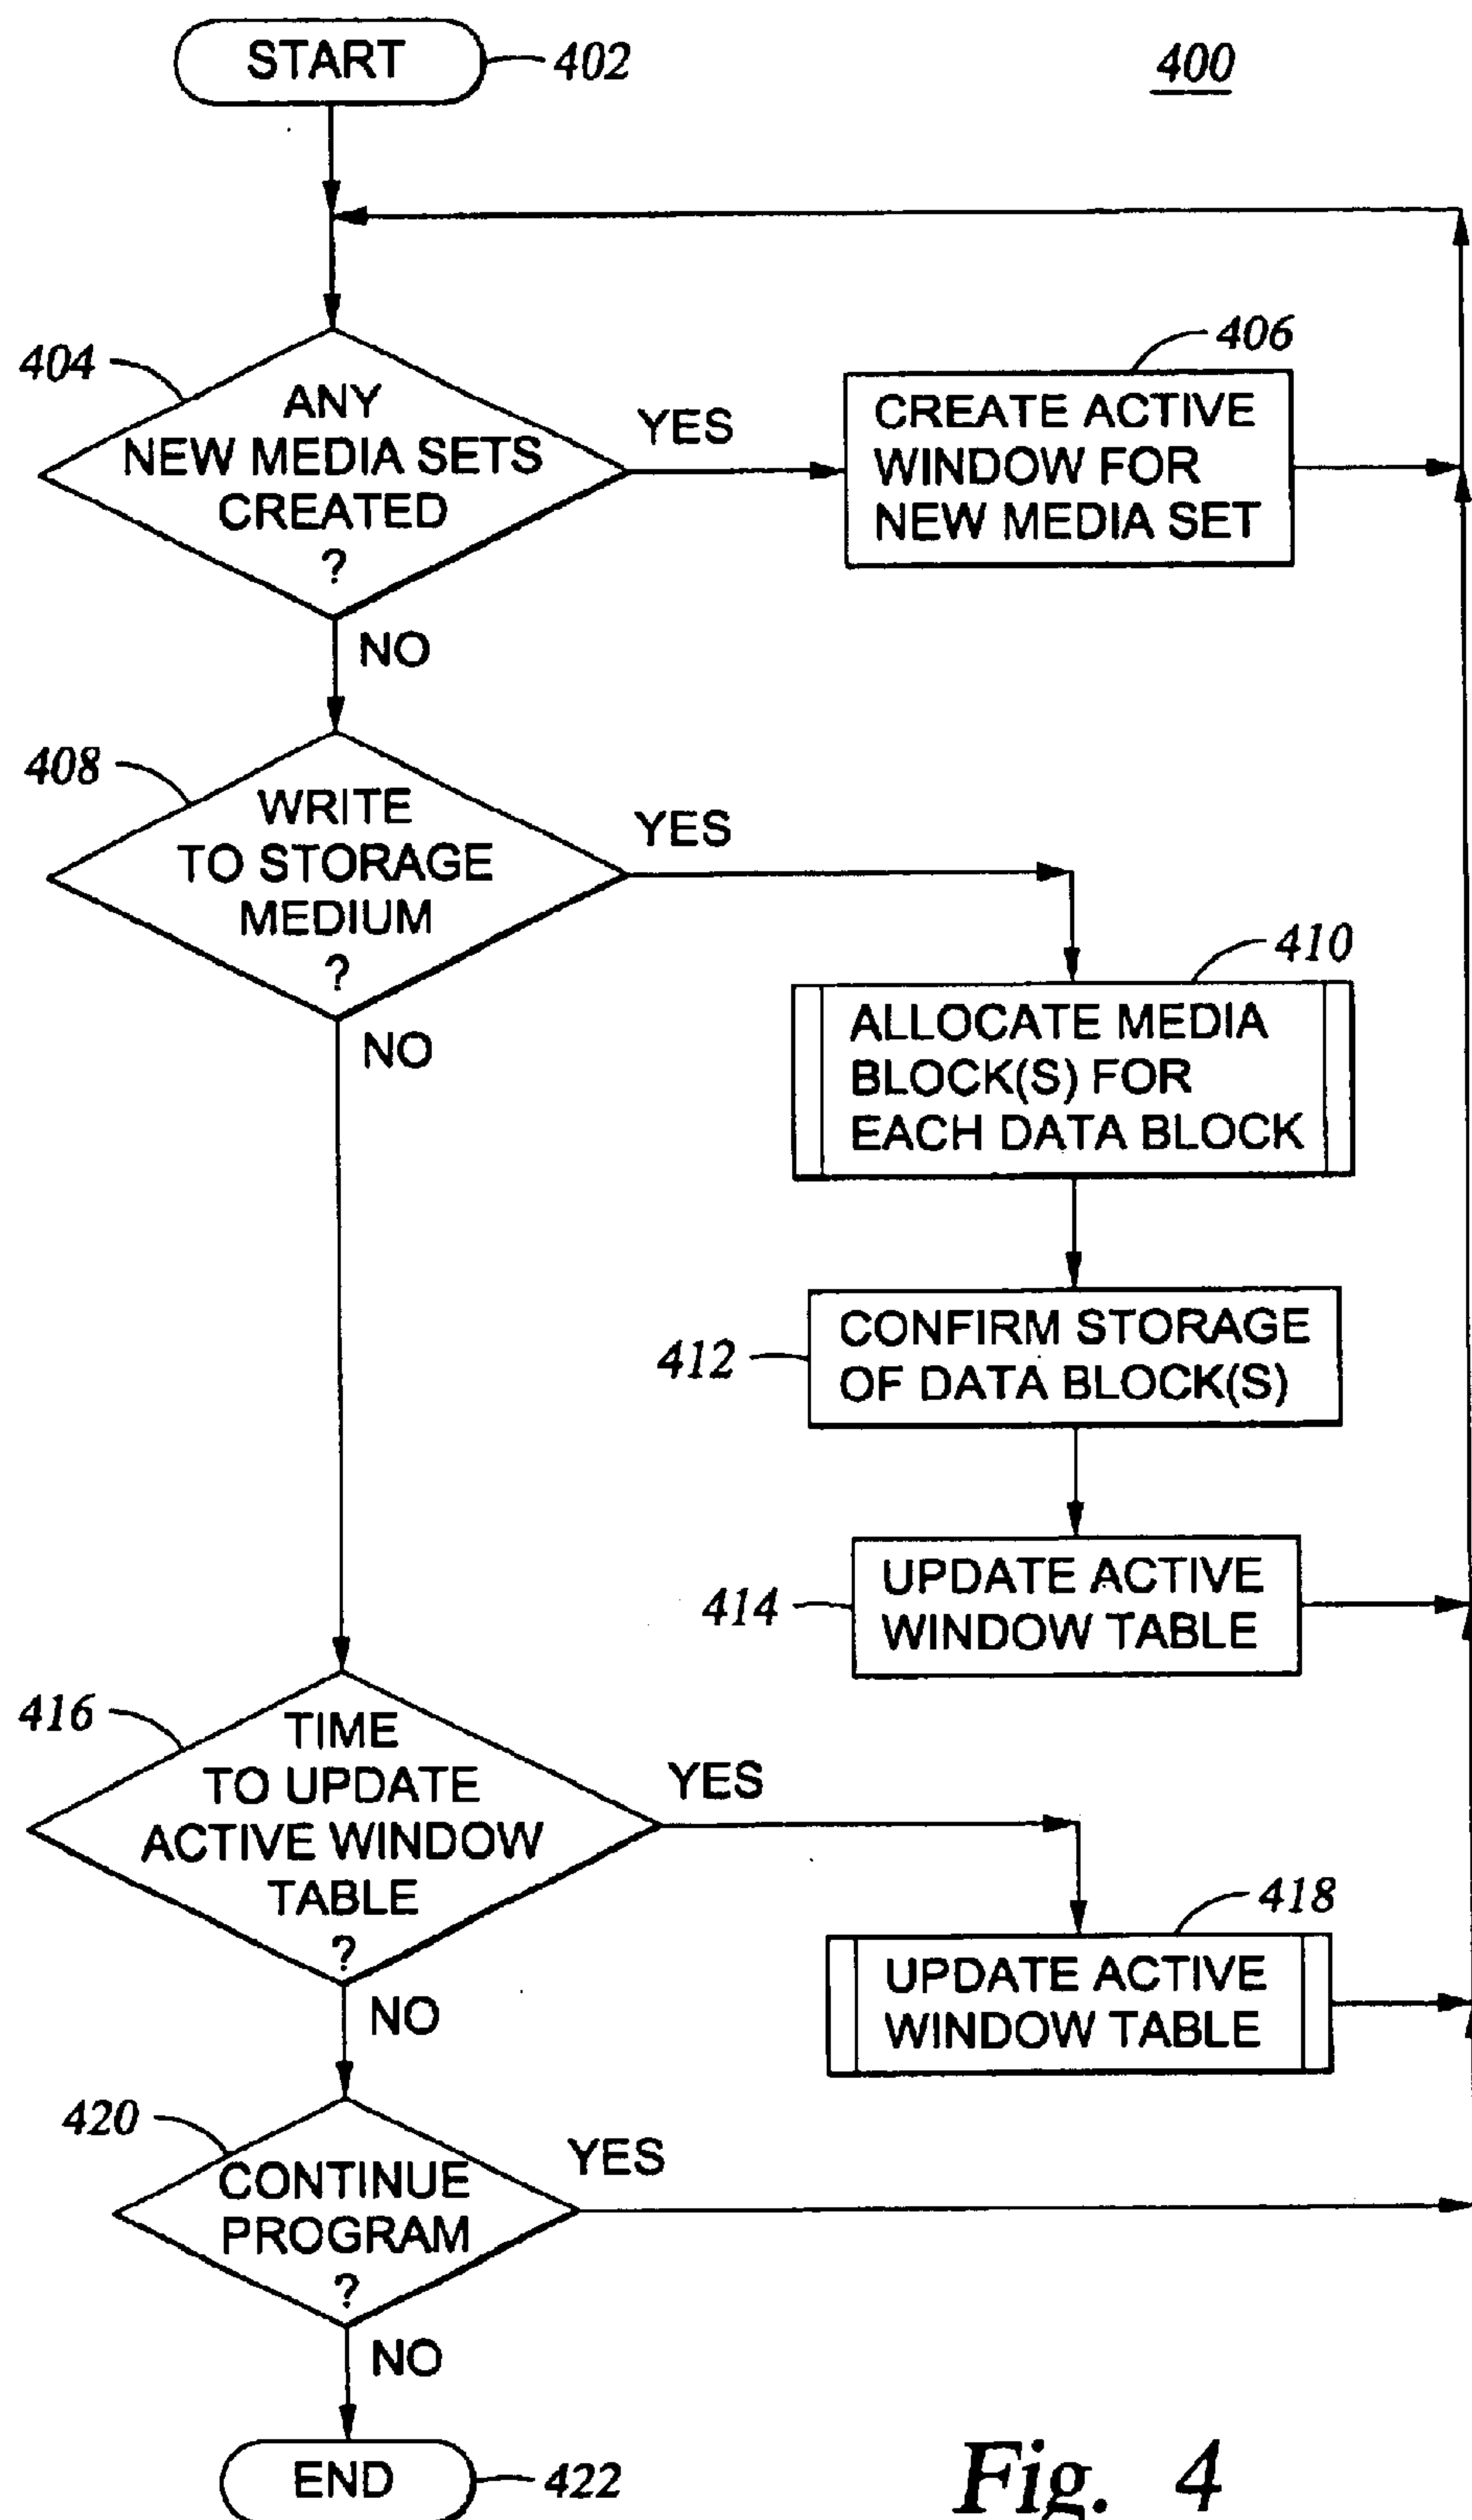 START
402
400
404
ANY
NEW MEDIA SETS
CREATED
?
YES
406
CREATE ACTIVE
WINDOW FOR
NEW MEDIA SET
NO
408
WRITE
TO STORAGE
MEDIUM
?
YES
NO
410
ALLOCATE MEDIA
BLOCK(S) FOR
EACH DATA BLOCK
412
CONFIRM STORAGE
OF DATA BLOCK(S)
414
UPDATE ACTIVE
WINDOW TABLE
416
TIME
TO UPDATE
ACTIVE WINDOW
TABLE
?
YES
NO
418
UPDATE ACTIVE
WINDOW TABLE
420
CONTINUE
PROGRAM
?
YES
NO
END
422
Fig. 4